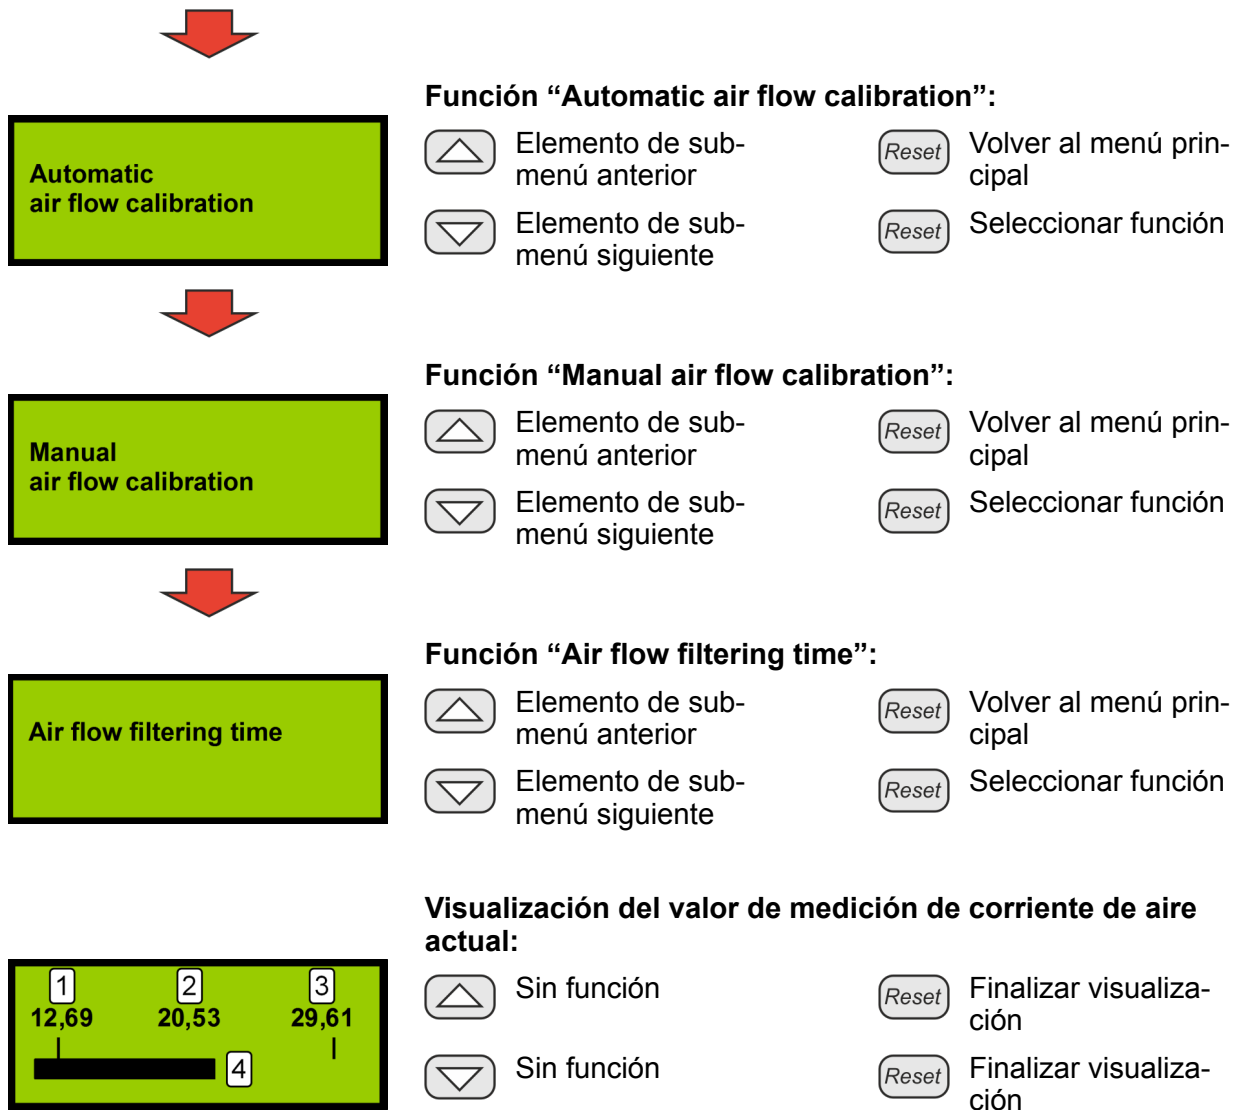 Función “Automatic air flow calibration”:
Automatic
air flow calibration
Elemento de sub-
menú anterior
Reset
Volver al menú prin-
cipal
Elemento de sub-
menú siguiente
Reset
Seleccionar función
Función “Manual air flow calibration”:
Manual
air flow calibration
Elemento de sub-
menú anterior
Reset
Volver al menú prin-
cipal
Elemento de sub-
menú siguiente
Reset
Seleccionar función
Función “Air flow filtering time”:
Air flow filtering time
Elemento de sub-
menú anterior
Reset
Volver al menú prin-
cipal
Elemento de sub-
menú siguiente
Reset
Seleccionar función
Visualización del valor de medición de corriente de aire
actual:
1 2 3
12,69 20,53 29,61
4
Sin función
Reset
Finalizar visualiza-
ción
Sin función
Reset
Finalizar visualiza-
ción